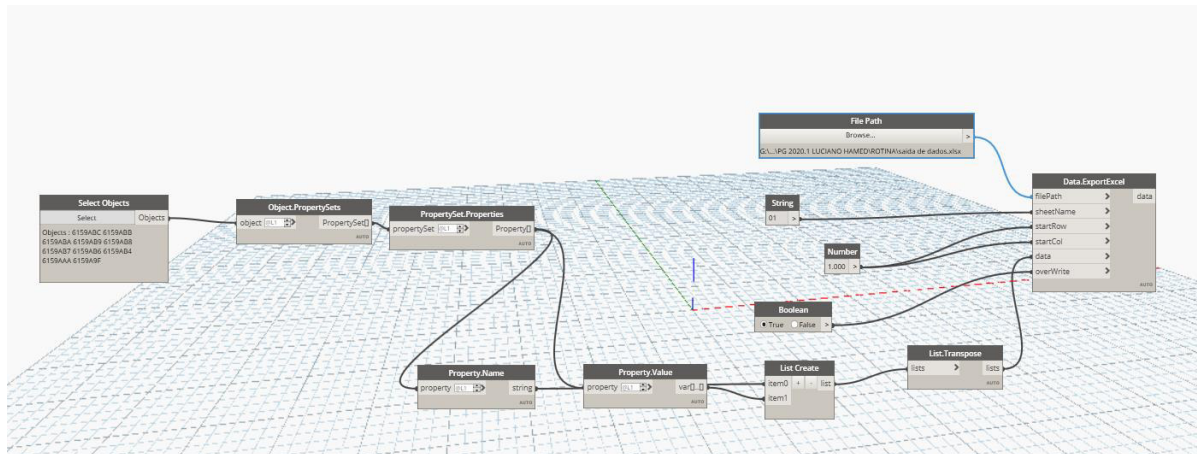 Select Objects
Select
Objects
Objects : 6159ABC 6159ABB
6159ABA 6159AB9 6159AB8
6159AB7 6159AB6 6159AB4
6159AAA 6159A9F
Object.PropertySets
object @L1 PropertySet[]
AUTO
PropertySet.Properties
propertySet @L1 Property[]
AUTO
File Path
Browse...
>
G:\...\PG 2020.1 LUCIANO HAMED\ROTINA\saida de dados.xlsx
String
01 >
Number
1.000 >
Boolean
True False >
Data.ExportExcel
filePath > data
sheetName >
startRow >
startCol >
data >
overWrite >
AUTO
Property.Name
property @L1 string
AUTO
Property.Value
property @L1 var[]..[]
AUTO
List Create
item0 + - list
item1
List.Transpose
lists > lists
AUTO